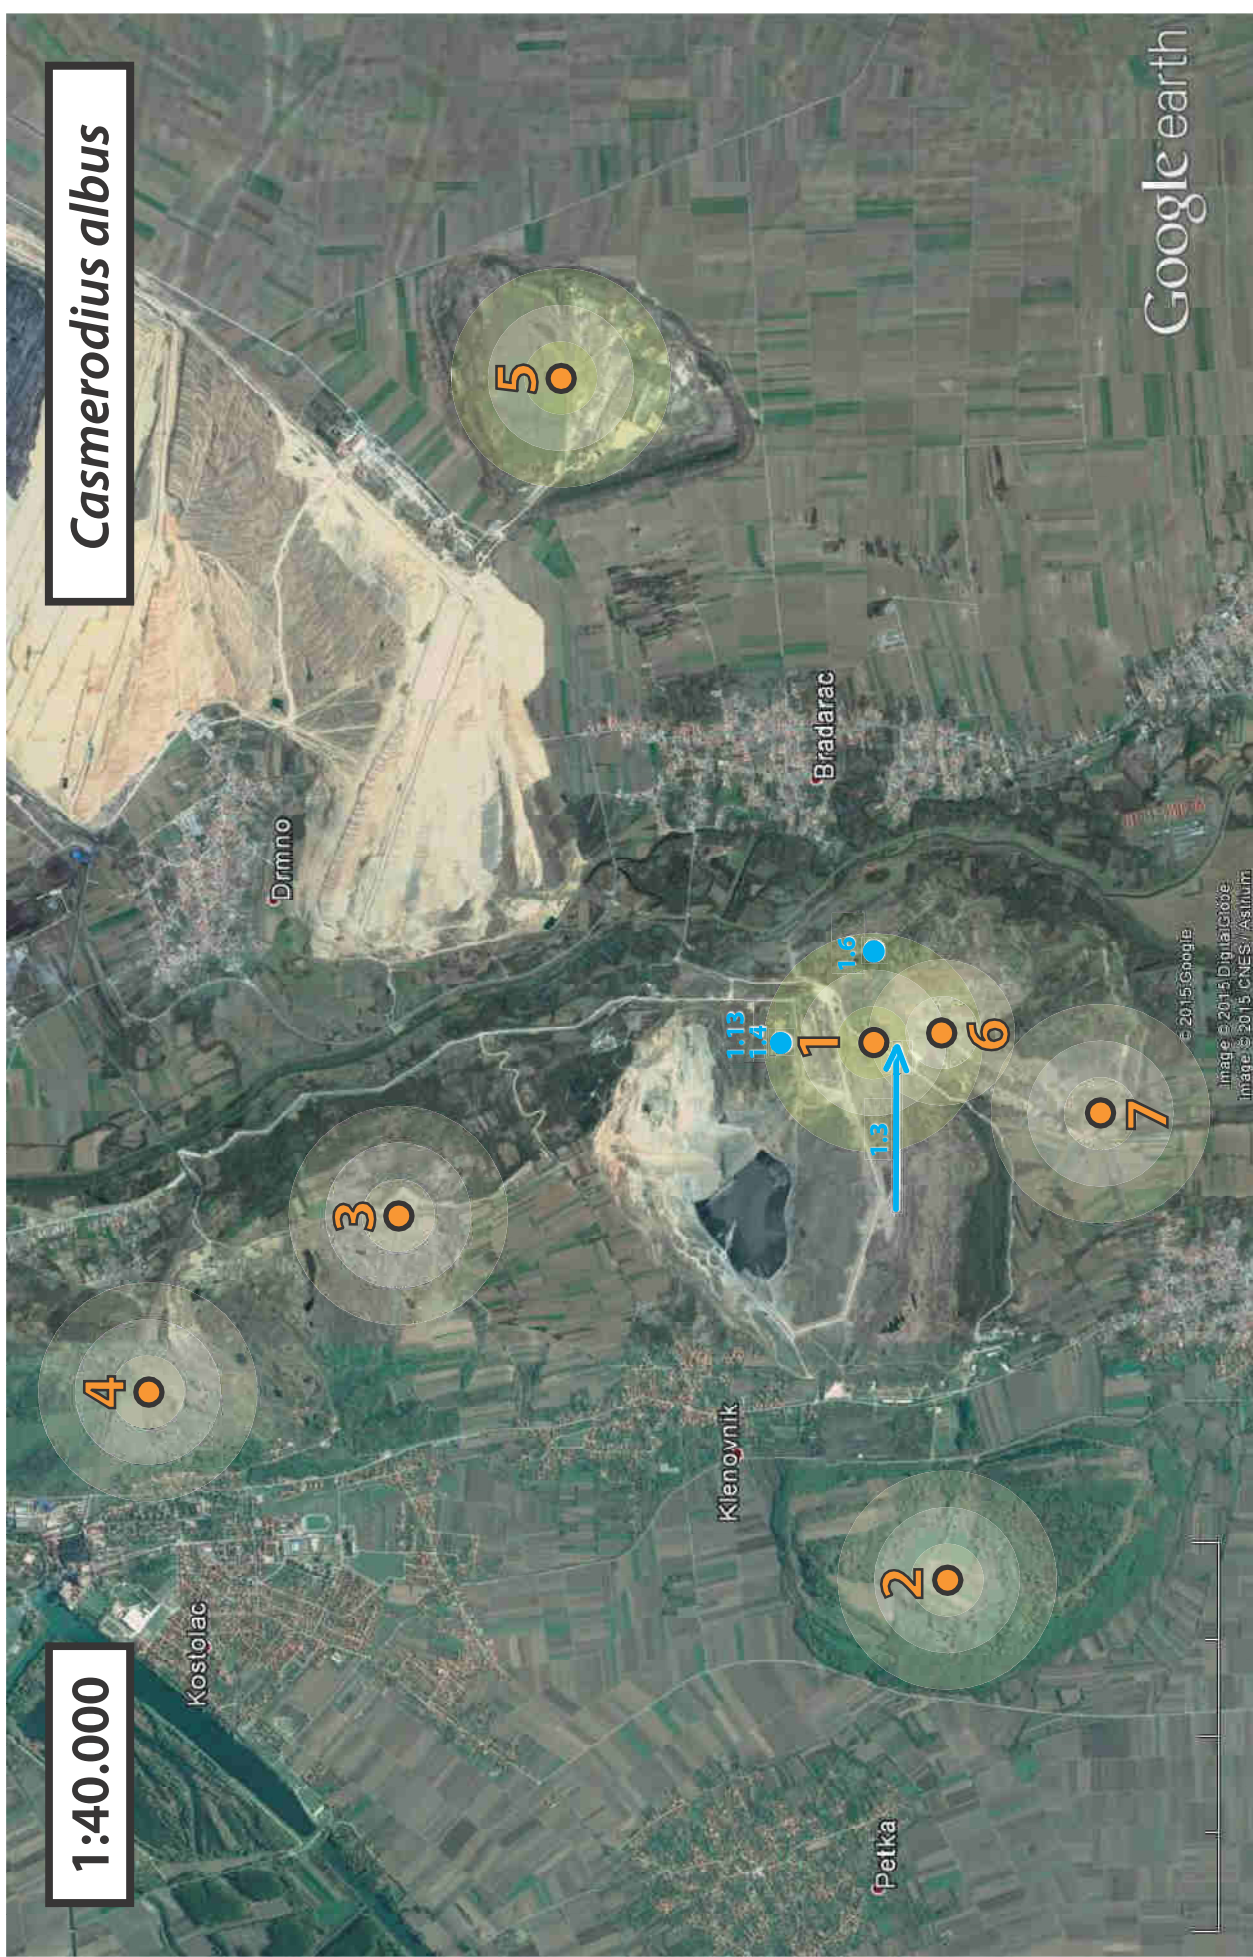 1:40.000
Casmerodius albus
Kostolac
4
Drmno
3
5
Klenovnik
1.13
1.4
1
1.6
Bradarac
Petka
2
1.3
6
7
© 2015 Google
Image © 2015 DigitalGlobe
Image © 2015 CNES / Astrium
Google earth